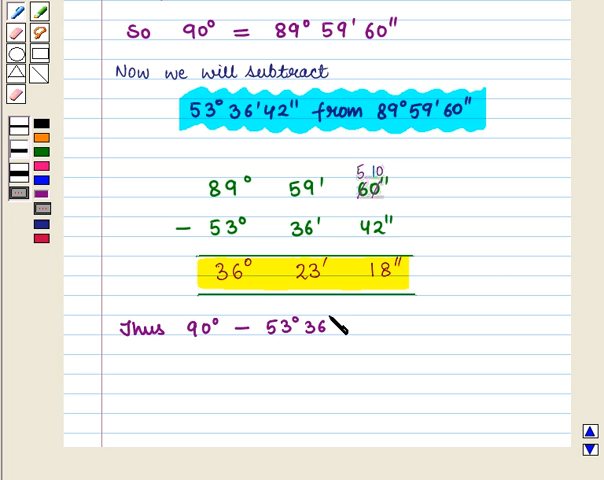 So 90° = 89° 59' 60"
Now we will subtract
53° 36' 42" from 89° 59' 60"
5 10
89° 59' 60"
- 53° 36' 42"
36° 23' 18"
Thus 90° - 53° 36